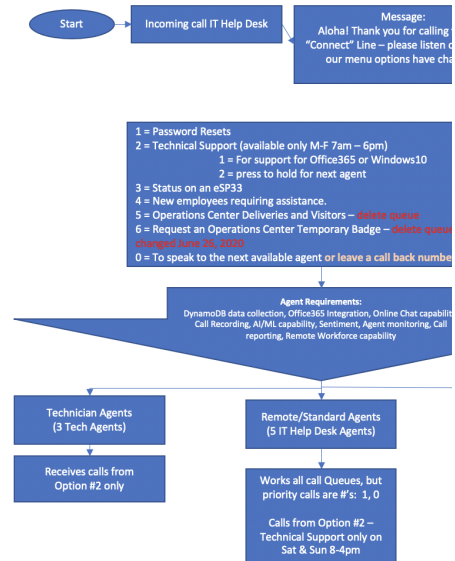 Start
Incoming call IT Help Desk
Message:
Aloha! Thank you for calling
"Connect" Line – please listen
our menu options have
1 = Password Resets
2 = Technical Support (available only M-F 7am – 6pm)
1 = For support for Office365 or Windows10
2 = press to hold for next agent
3 = Status on an eSP33
4 = New employees requiring assistance.
5 = Operations Center Deliveries and Visitors – delete queue
6 = Request an Operations Center Temporary Badge – delete queue
changed June 25, 2020
0 = To speak to the next available agent or leave a call back
Agent Requirements:
DynamoDB data collection, Office365 Integration, Online Chat
Call Recording, AI/ML capability, Sentiment, Agent monitoring, Call
reporting, Remote Workforce capability
Technician Agents
(3 Tech Agents)
Remote/Standard Agents
(5 IT Help Desk Agents)
Receives calls from
Option #2 only
Works all call Queues, but
priority calls are #'s: 1, 0
Calls from Option #2 –
Technical Support only on
Sat & Sun 8-4pm